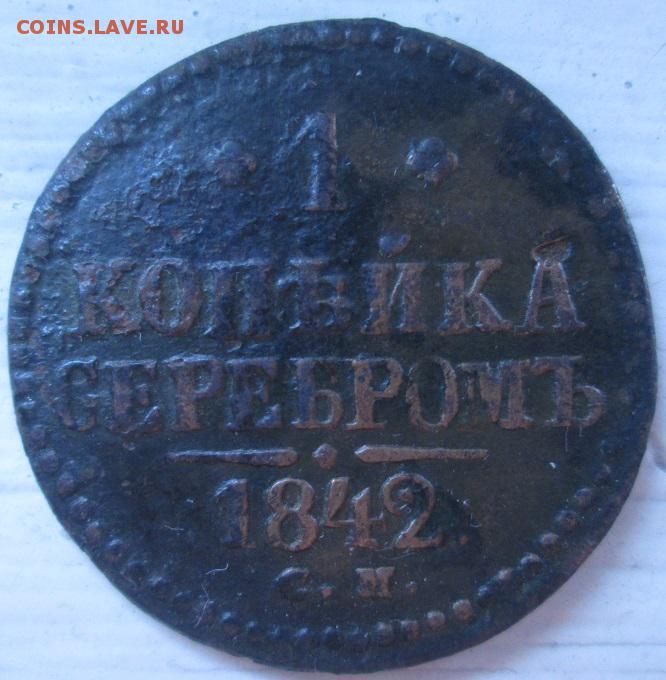 COINS.LAVE.RU
1
КОПѢЙКА
СЕРЕБРОМЪ
1842.
С. М.